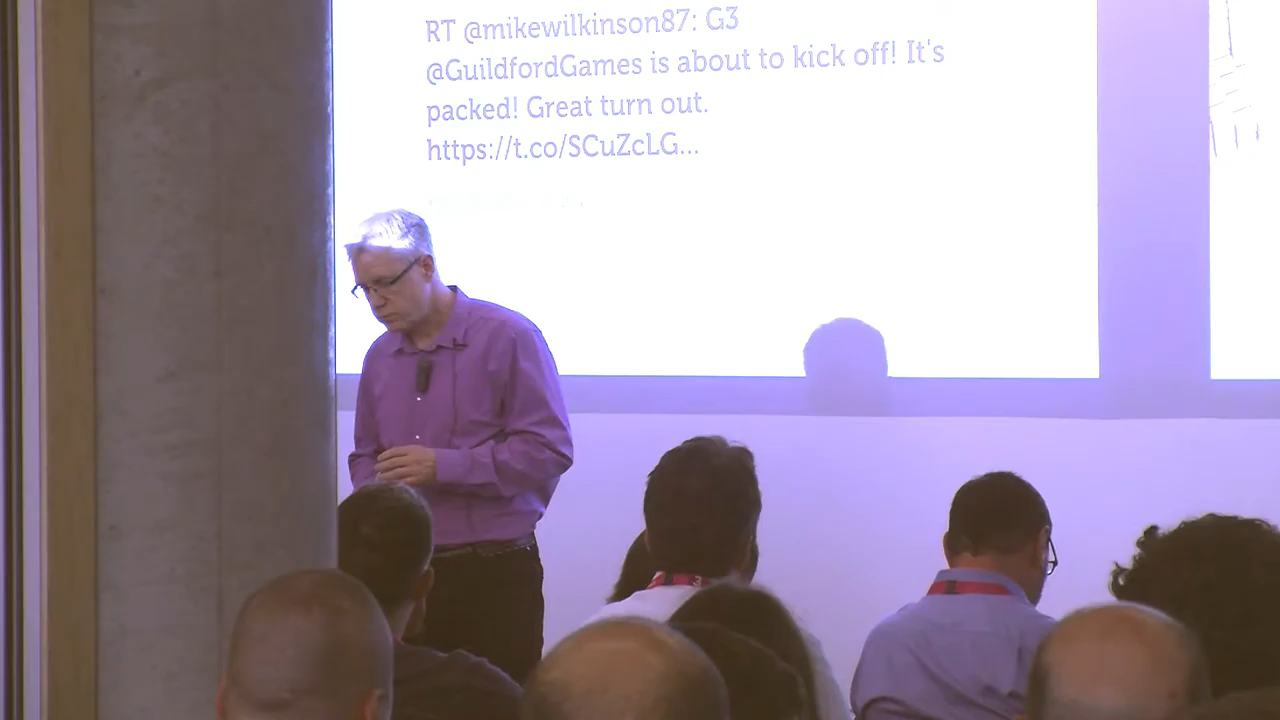 RT @mikewilkinson87: G3
@GuildfordGames is about to kick off! It's
packed! Great turn out.
https://t.co/SCuZcLG...